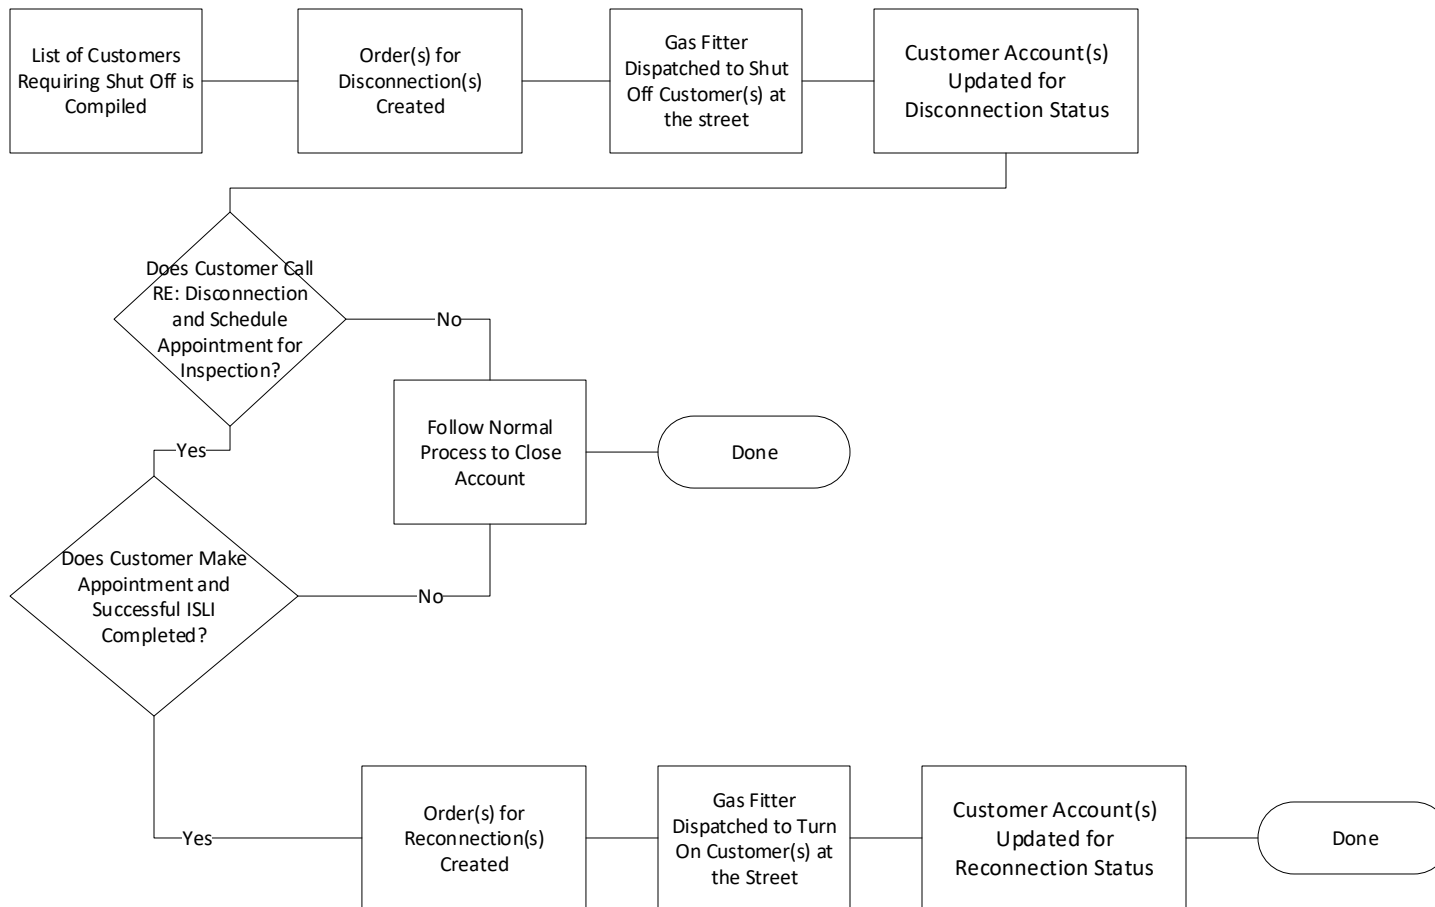 List of Customers
Requiring Shut Off is
Compiled
Order(s) for
Disconnection(s)
Created
Gas Fitter
Dispatched to Shut
Off Customer(s) at
the street
Customer Account(s)
Updated for
Disconnection Status
Does Customer Call
RE: Disconnection
and Schedule
Appointment for
Inspection?
No
Yes
Follow Normal
Process to Close
Account
Done
Does Customer Make
Appointment and
Successful ISLI
Completed?
No
Yes
Order(s) for
Reconnection(s)
Created
Gas Fitter
Dispatched to Turn
On Customer(s) at
the Street
Customer Account(s)
Updated for
Reconnection Status
Done